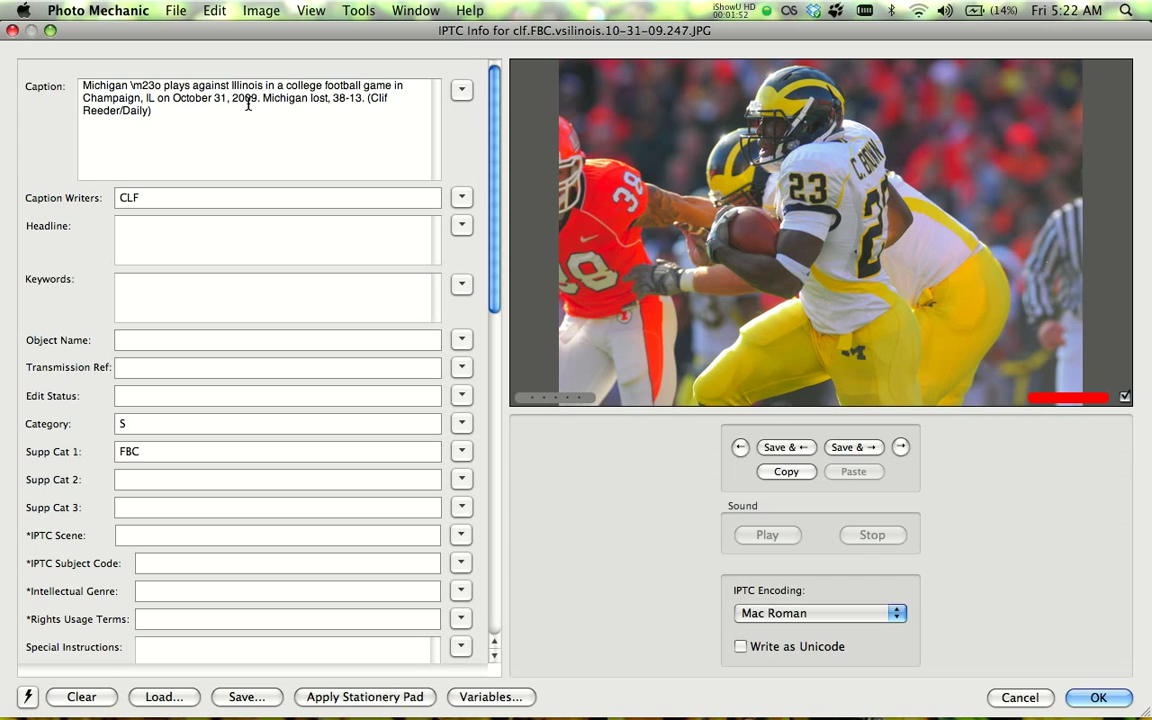 Photo Mechanic File Edit Image View Tools Window Help iShowU HD 00:01:52 OS (14%) Fri 5:22 AM
IPTC Info for clf.FBC.vsilinois.10-31-09.247.JPG
Caption:
Michigan \m23o plays against Illinois in a college football game in
Champaign, IL on October 31, 2009. Michigan lost, 38-13. (Clif
Reeder/Daily)
Caption Writers: CLF
Headline:
Keywords:
Object Name:
Transmission Ref:
Edit Status:
Category: S
Supp Cat 1: FBC
Supp Cat 2:
Supp Cat 3:
*IPTC Scene:
*IPTC Subject Code:
*Intellectual Genre:
*Rights Usage Terms:
Special Instructions:
C. BROWN
23
23
38
38
M
Save & ← Save & →
Copy Paste
Sound
Play Stop
IPTC Encoding:
Mac Roman
Write as Unicode
Clear Load... Save... Apply Stationery Pad Variables... Cancel OK